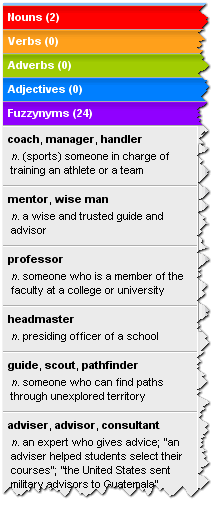 Nouns (2)
Verbs (0)
Adverbs (0)
Adjectives (0)
Fuzzynyms (24)
coach, manager, handler
n. (sports) someone in charge of
training an athlete or a team
mentor, wise man
n. a wise and trusted guide and
advisor
professor
n. someone who is a member of the
faculty at a college or university
headmaster
n. presiding officer of a school
guide, scout, pathfinder
n. someone who can find paths
through unexplored territory
adviser, advisor, consultant
n. an expert who gives advice; "an
adviser helped students select their
courses"; "the United States sent
military advisors to Guatemala"